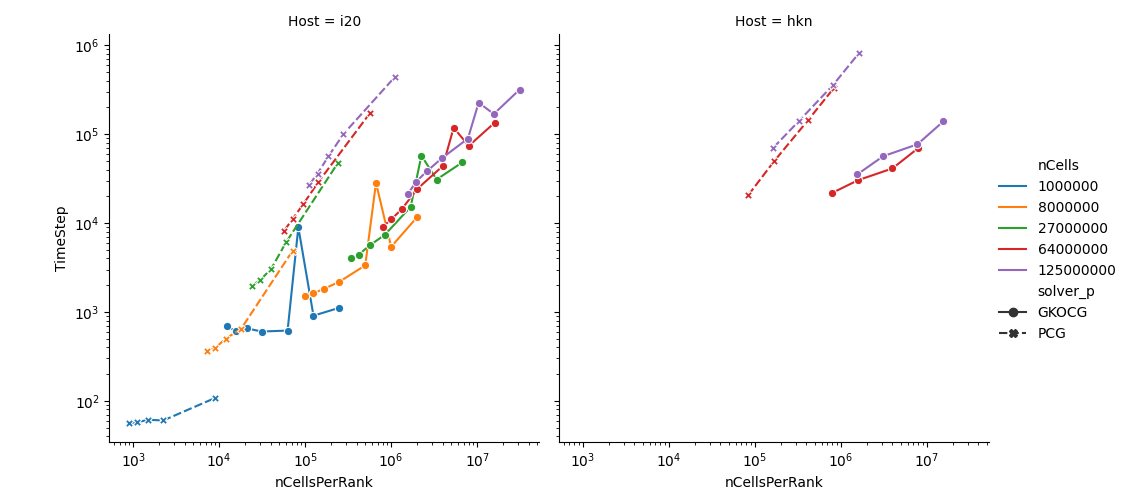 Host = i20
Host = hkn
TimeStep
10^6
10^5
10^4
10^3
10^2
10^3
10^4
10^5
10^6
10^7
nCellsPerRank
10^3
10^4
10^5
10^6
10^7
nCellsPerRank
nCells
1000000
8000000
27000000
64000000
125000000
solver_p
GKOCG
PCG